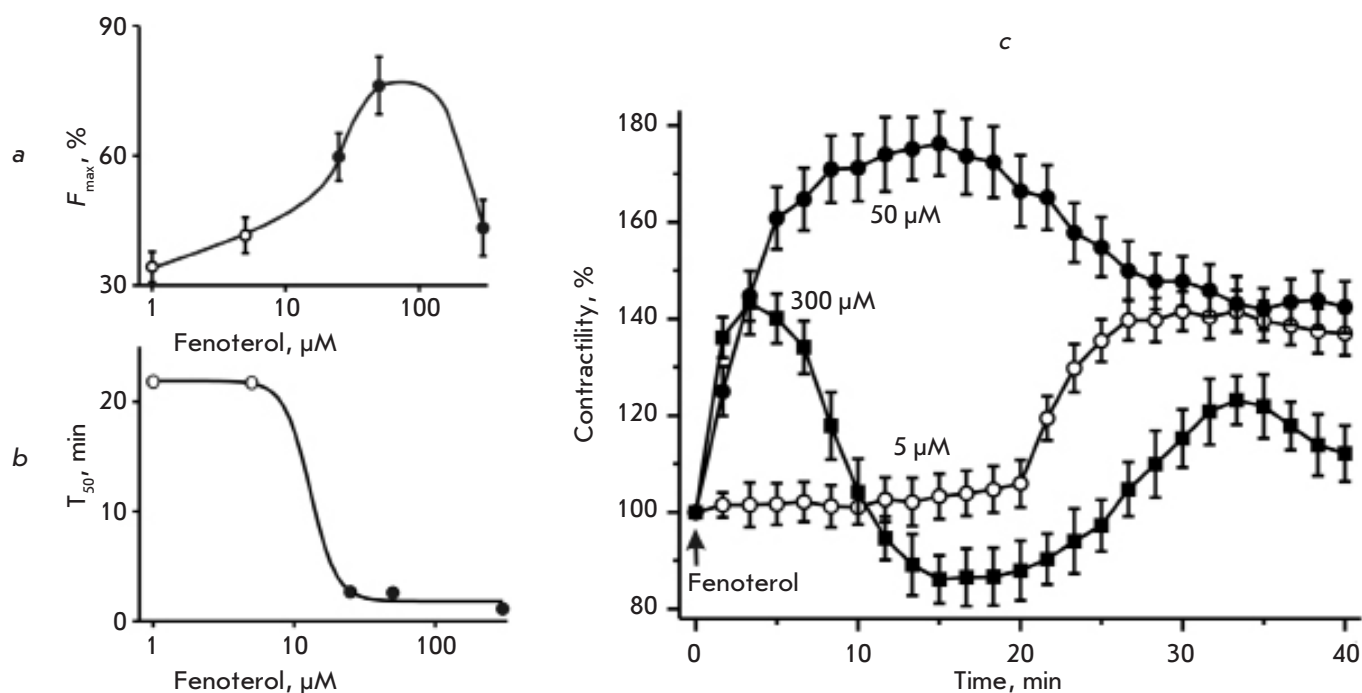 a
90
60
30
F max, %
1 10 100
Fenoterol, µM
b
20
10
0
T50, min
1 10 100
Fenoterol, µM
c
180
160
140
120
100
80
Contractility, %
50 µM
300 µM
5 µM
Fenoterol
0 10 20 30 40
Time, min